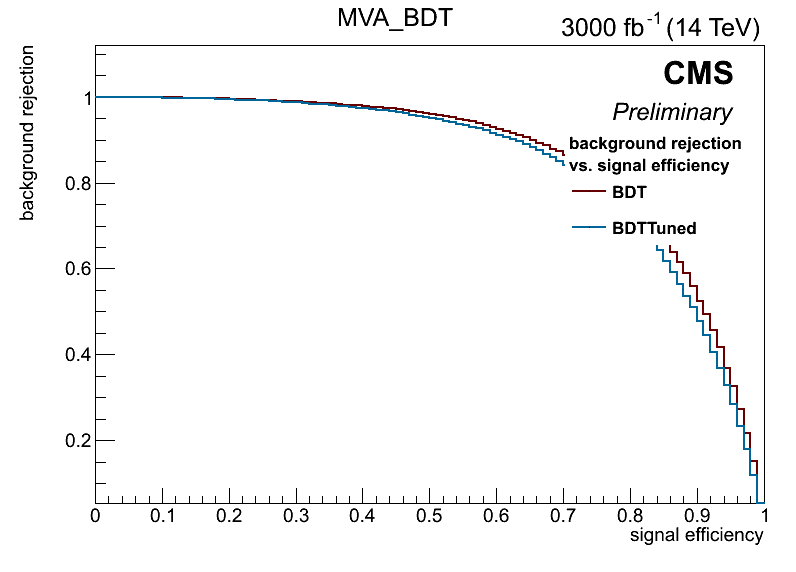 MVA_BDT
3000 fb-1 (14 TeV)
CMS
Preliminary
background rejection
vs. signal efficiency
BDT
BDTTuned
background rejection
1
0.8
0.6
0.4
0.2
0 0.1 0.2 0.3 0.4 0.5 0.6 0.7 0.8 0.9 1
signal efficiency